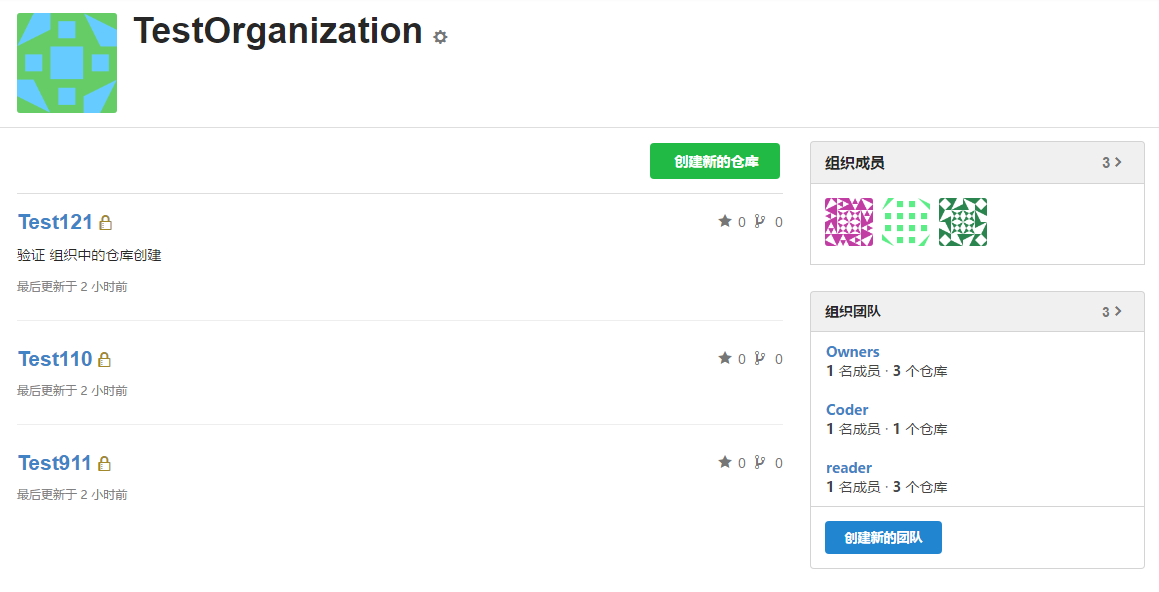 TestOrganization
创建新的仓库
Test121
0 0
验证 组织中的仓库创建
最后更新于 2 小时前
Test110
0 0
最后更新于 2 小时前
Test911
0 0
最后更新于 2 小时前
组织成员 3
组织团队 3
Owners
1 名成员 · 3 个仓库
Coder
1 名成员 · 1 个仓库
reader
1 名成员 · 3 个仓库
创建新的团队